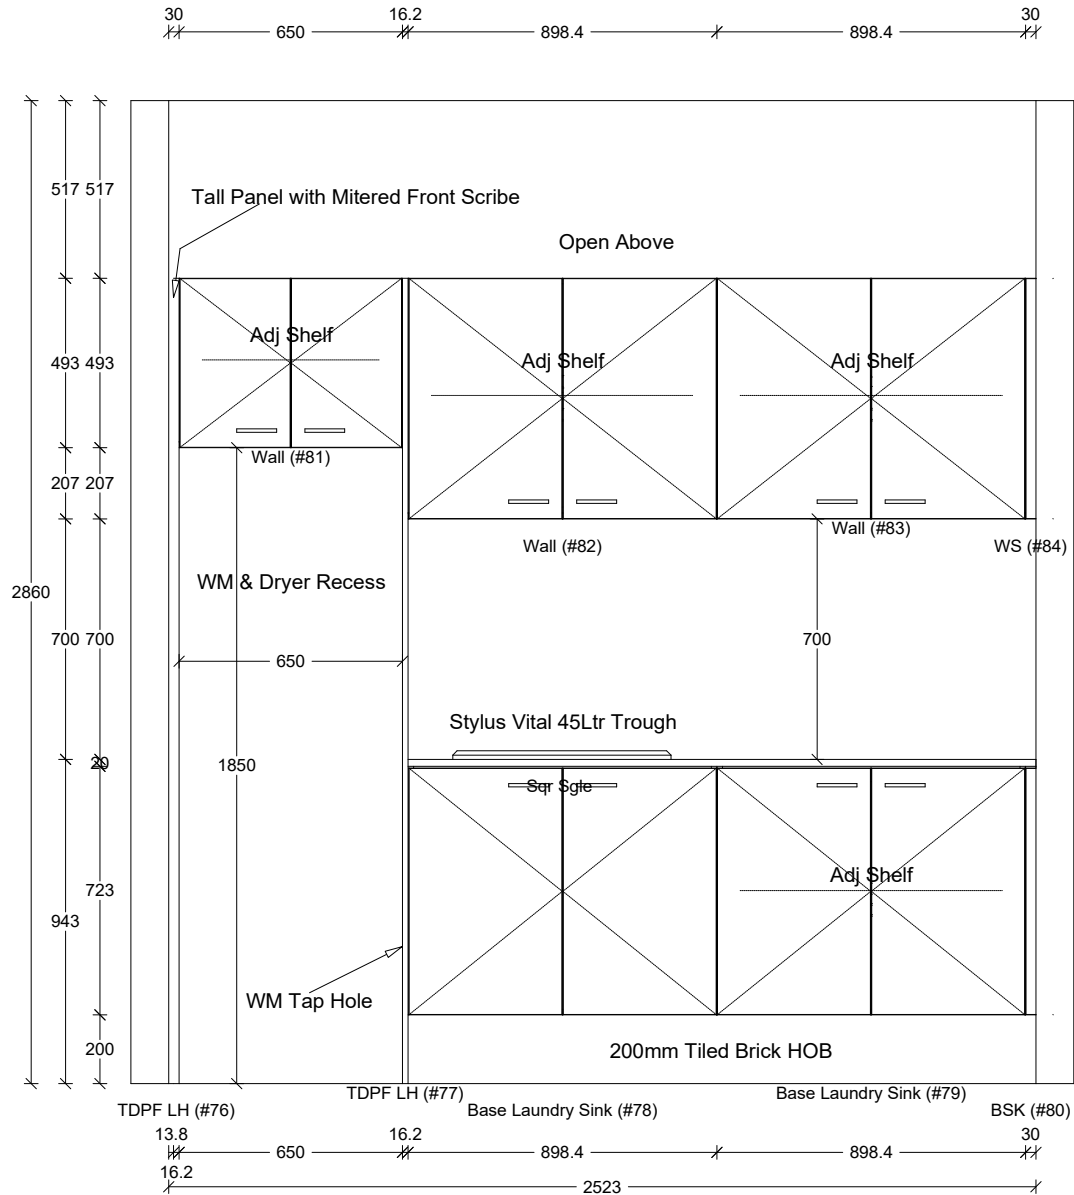 30
16.2
30
650
898.4
898.4
517
517
Tall Panel with Mitered Front Scribe
Open Above
Adj Shelf
493
493
Adj Shelf
Adj Shelf
Wall (#81)
207
207
Wall (#82)
Wall (#83)
WS (#84)
WM & Dryer Recess
2860
700
700
700
650
Stylus Vital 45Ltr Trough
20
1850
Sqr Sgle
Adj Shelf
723
943
WM Tap Hole
200
200mm Tiled Brick HOB
TDPF LH (#76)
TDPF LH (#77)
Base Laundry Sink (#78)
Base Laundry Sink (#79)
BSK (#80)
13.8
16.2
30
650
898.4
898.4
16.2
2523